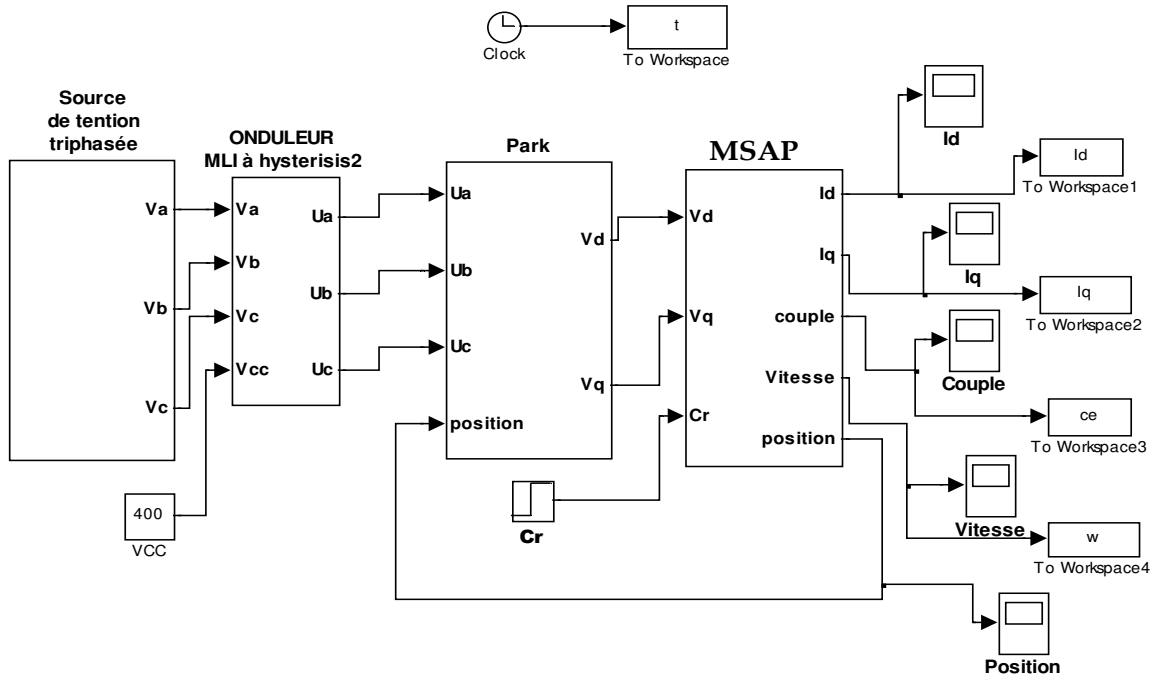 t
Clock
To Workspace
Source
de tention
triphasée
Va
Vb
Vc
ONDULEUR
MLI à hysterisis2
Va
Vb
Vc
Vcc
Ua
Ub
Uc
400
VCC
Park
Ua
Ub
Uc
position
Vd
Vq
Cr
MSAP
Vd
Vq
Cr
Id
Iq
couple
Vitesse
position
Id
Id
To Workspace1
Iq
Iq
To Workspace2
Couple
ce
To Workspace3
Vitesse
w
To Workspace4
Position